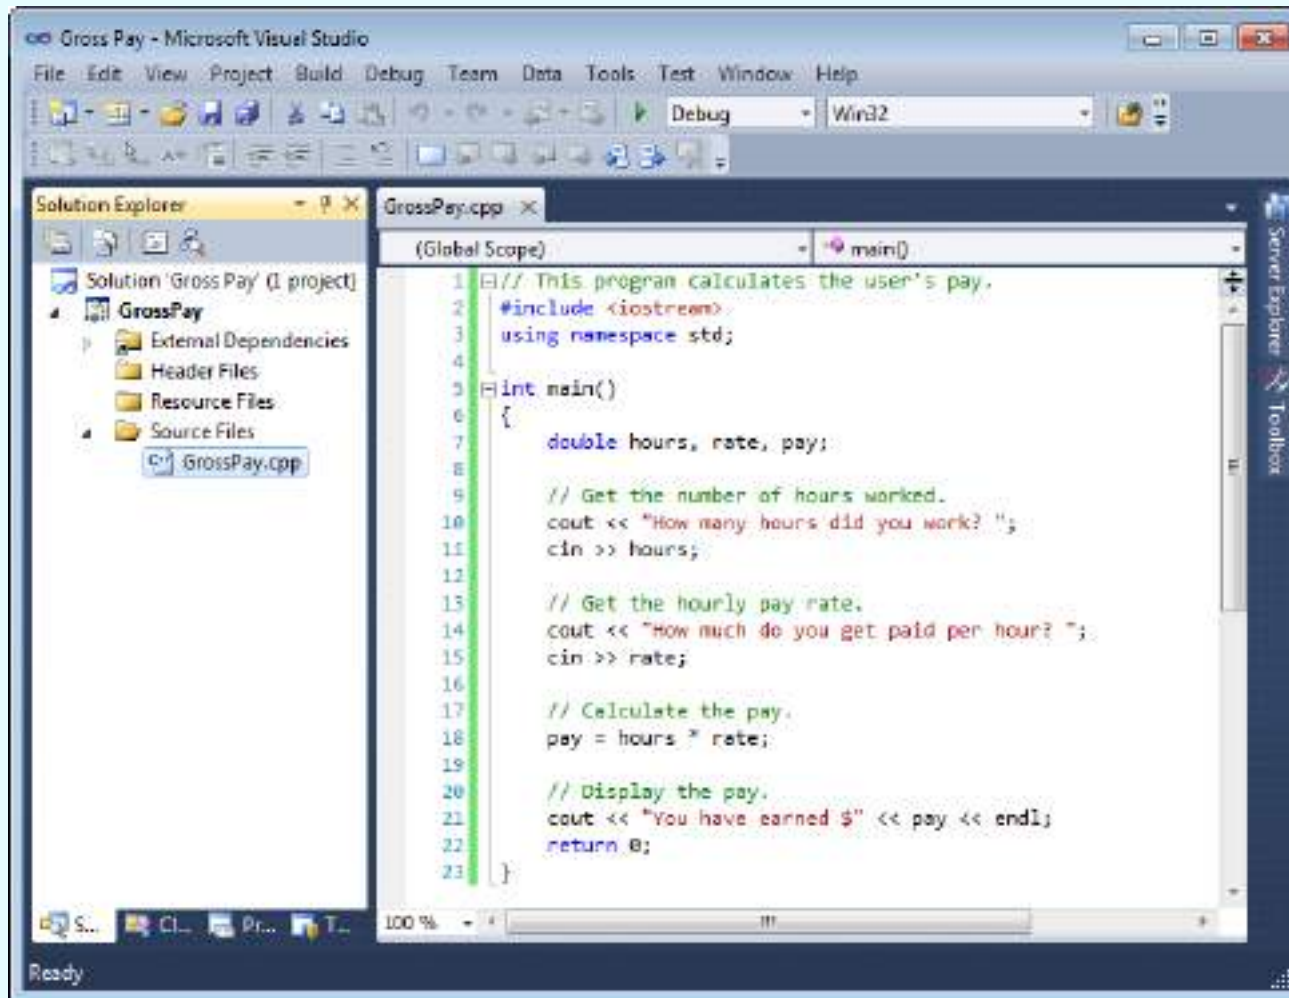 Gross Pay - Microsoft Visual Studio
File Edit View Project Build Debug Team Data Tools Test Window Help
Debug Win32
Solution Explorer
GrossPay.cpp
(Global Scope) main()
Solution 'Gross Pay' (1 project)
GrossPay
External Dependencies
Header Files
Resource Files
Source Files
GrossPay.cpp
1 // This program calculates the user's pay.
2 #include <iostream>
3 using namespace std;
4
5 int main()
6 {
7 double hours, rate, pay;
8
9 // Get the number of hours worked.
10 cout << "How many hours did you work? ";
11 cin >> hours;
12
13 // Get the hourly pay rate.
14 cout << "How much do you get paid per hour? ";
15 cin >> rate;
16
17 // Calculate the pay.
18 pay = hours * rate;
19
20 // Display the pay.
21 cout << "You have earned $" << pay << endl;
22 return 0;
23 }
Server Explorer
Toolbox
S... Cl... Pr... T...
100 %
Ready